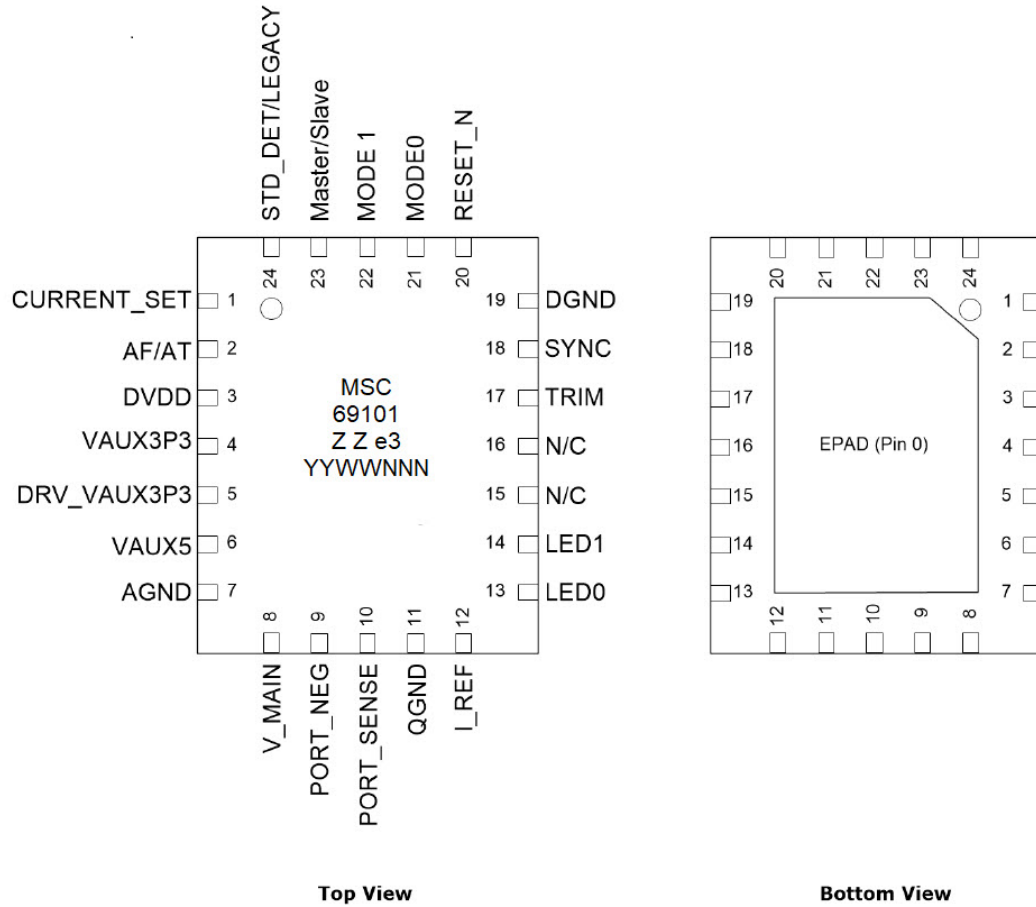 STD_DET/LEGACY
Master/Slave
MODE 1
MODE0
RESET_N
24
23
22
21
20
CURRENT_SET 1
AF/AT 2
DVDD 3
VAUX3P3 4
DRV_VAUX3P3 5
VAUX5 6
AGND 7
MSC
69101
Z Z e3
YYWWNNN
19 DGND
18 SYNC
17 TRIM
16 N/C
15 N/C
14 LED1
13 LED0
8
9
10
11
12
V_MAIN
PORT_NEG
PORT_SENSE
QGND
I_REF
Top View
20
21
22
23
24
19
18
17
16
15
14
13
EPAD (Pin 0)
1
2
3
4
5
6
7
12
11
10
9
8
Bottom View